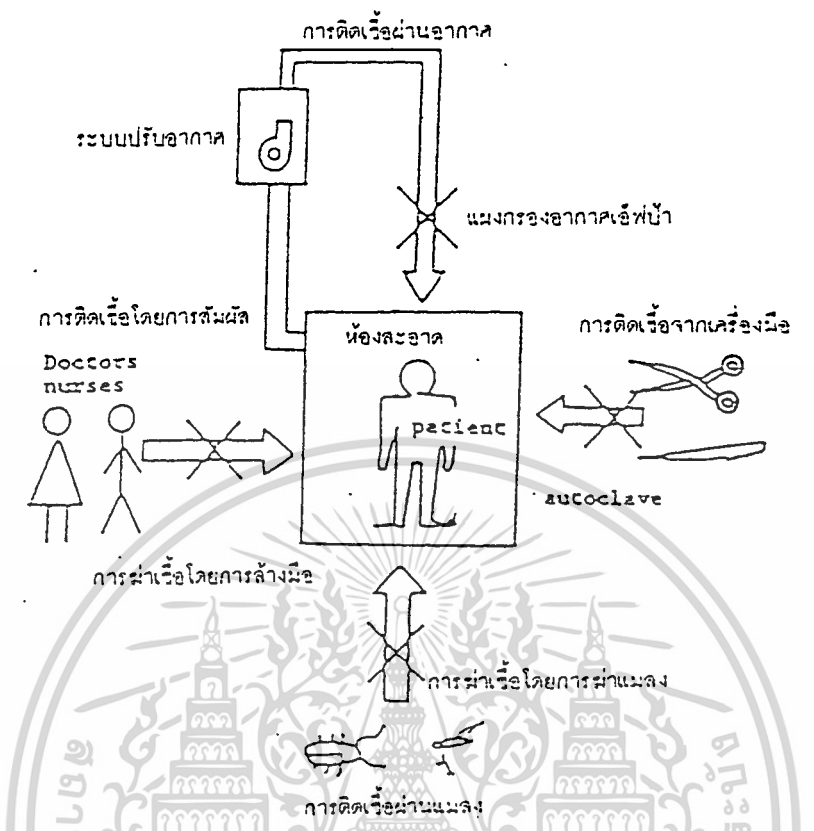 การติดเชื้อผ่านอากาศ
ระบบปรับอากาศ
แผงกรองอากาศเฮ็พป้า
การติดเชื้อโดยการสัมผัส
ห้องสะอาด
การติดเชื้อจากเครื่องมือ
Doctors
nurses
patient
autoclave
การฆ่าเชื้อโดยการล้างมือ
การฆ่าเชื้อโดยการฆ่าแมลง
การติดเชื้อผ่านแมลง